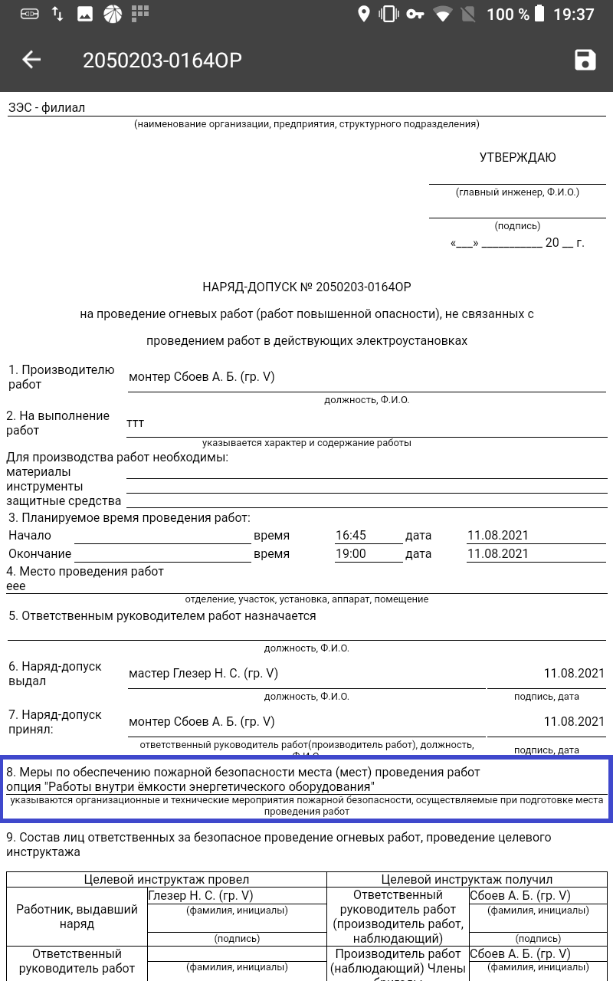 100 % 19:37
2050203-0164ОР
ЗЭС - филиал
(наименование организации, предприятия, структурного подразделения)
УТВЕРЖДАЮ
(главный инженер, Ф.И.О.)
(подпись)
«___» __________ 20 __ г.
НАРЯД-ДОПУСК № 2050203-0164ОР
на проведение огневых работ (работ повышенной опасности), не связанных с
проведением работ в действующих электроустановках
1. Производителю работ монтер Сбоев А. Б. (гр. V)
должность, Ф.И.О.
2. На выполнение работ ттт
указывается характер и содержание работы
Для производства работ необходимы:
материалы
инструменты
защитные средства
3. Планируемое время проведения работ:
Начало время 16:45 дата 11.08.2021
Окончание время 19:00 дата 11.08.2021
4. Место проведения работ
еее
отделение, участок, установка, аппарат, помещение
5. Ответственным руководителем работ назначается
должность, Ф.И.О.
6. Наряд-допуск выдал мастер Глезер Н. С. (гр. V) 11.08.2021
должность, Ф.И.О. подпись, дата
7. Наряд-допуск принял: монтер Сбоев А. Б. (гр. V) 11.08.2021
ответственный руководитель работ(производитель работ), должность, подпись, дата
8. Меры по обеспечению пожарной безопасности места (мест) проведения работ
опция "Работы внутри ёмкости энергетического оборудования"
указываются организационные и технические мероприятия пожарной безопасности, осуществляемые при подготовке места
проведения работ
9. Состав лиц ответственных за безопасное проведение огневых работ, проведение целевого
инструктажа
Целевой инструктаж провел Целевой инструктаж получил
Работник, выдавший наряд Глезер Н. С. (гр. V) Ответственный руководитель работ (производитель работ, наблюдающий) Сбоев А. Б. (гр. V)
(фамилия, инициалы) (фамилия, инициалы)
(подпись) (подпись)
Ответственный руководитель работ Производитель работ (наблюдающий) Члены Сбоев А. Б. (гр. V)
(фамилия, инициалы) (фамилия, инициалы)